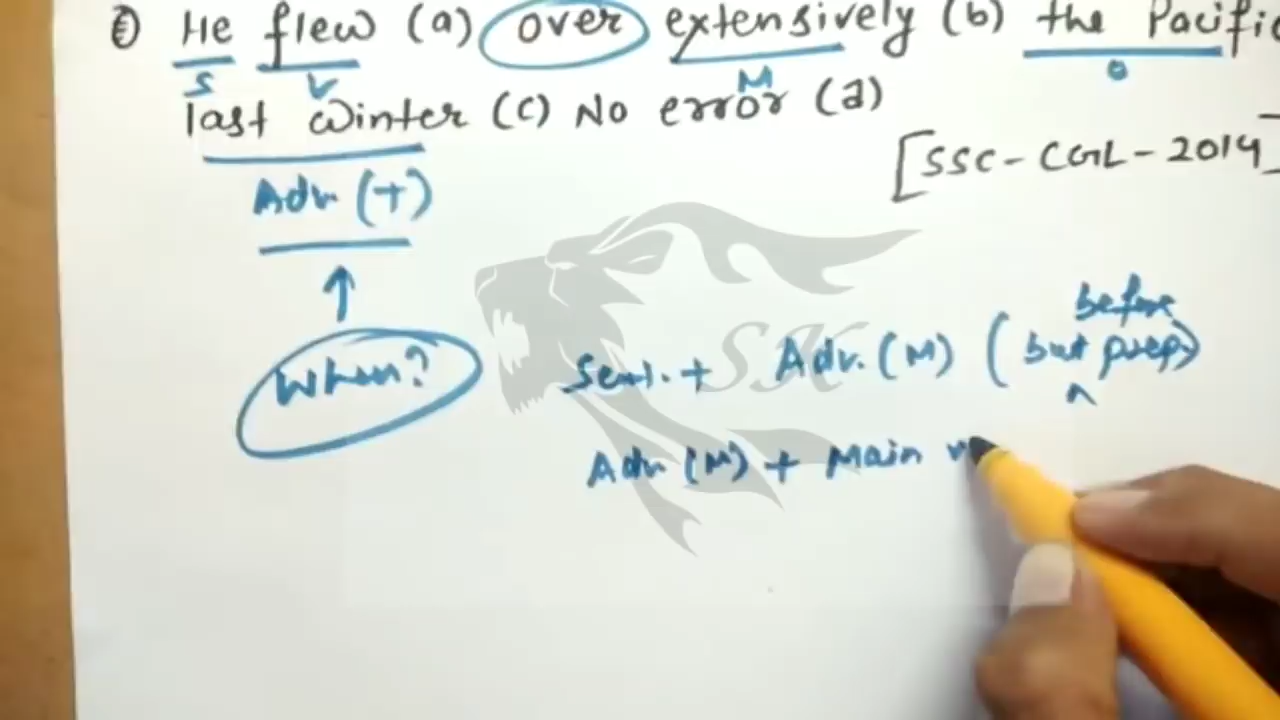 He flew (a) over extensively (b) the Pacific
S V M O
last winter (c) No error (d)
[SSC-CGL-2014]
Adv. (T)
When?
before
Sent. + Adv. (M) (but prep)
^
Adv. (M) + Main
SK